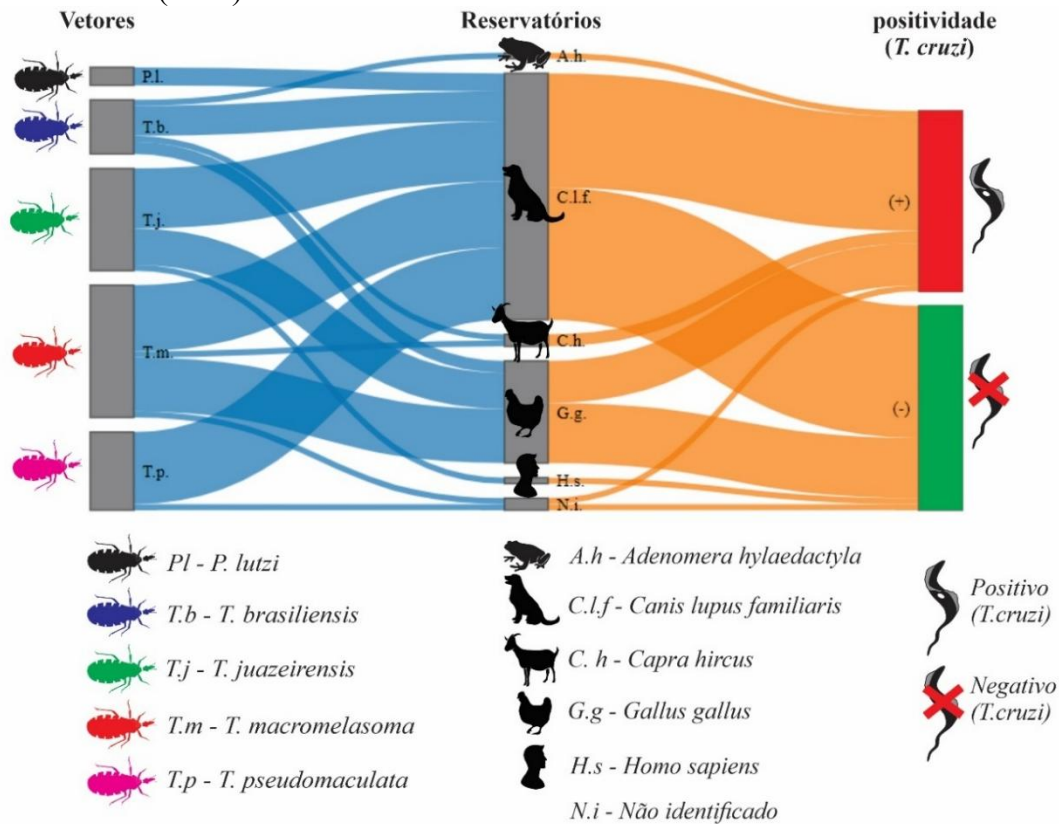 Vetores
Reservatórios
positividade
(T. cruzi)
P.l.
T.b.
T.j.
T.m.
T.p.
A.h.
C.l.f.
C.h.
G.g.
H.s.
N.i.
(+)
(-)
Pl - P. lutzi
T.b - T. brasiliensis
T.j - T. juazeirensis
T.m - T. macromelasoma
T.p - T. pseudomaculata
A.h - Adenomera hylaedactyla
C.l.f - Canis lupus familiaris
C. h - Capra hircus
G.g - Gallus gallus
H.s - Homo sapiens
N.i - Não identificado
Positivo
(T.cruzi)
Negativo
(T.cruzi)